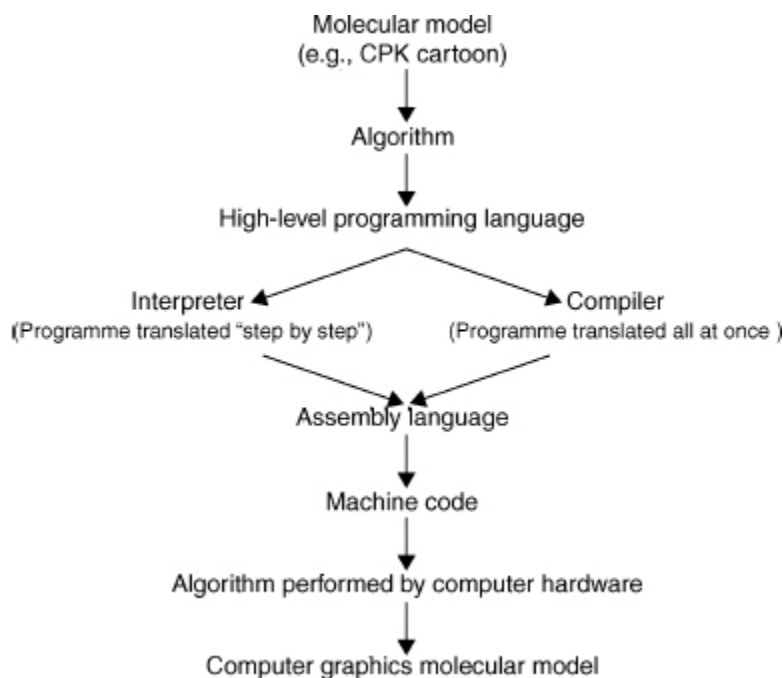 Molecular model
(e.g., CPK cartoon)
Algorithm
High-level programming language
Interpreter
(Programme translated "step by step")
Compiler
(Programme translated all at once )
Assembly language
Machine code
Algorithm performed by computer hardware
Computer graphics molecular model